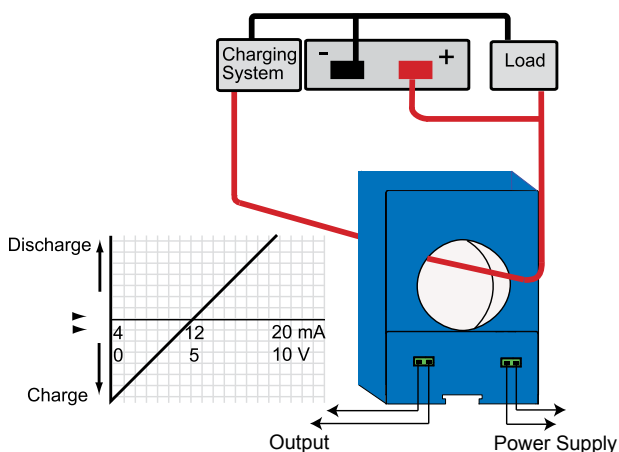 Charging
System
-
+
Load
Discharge
4 12 20 mA
0 5 10 V
Charge
Output
Power Supply